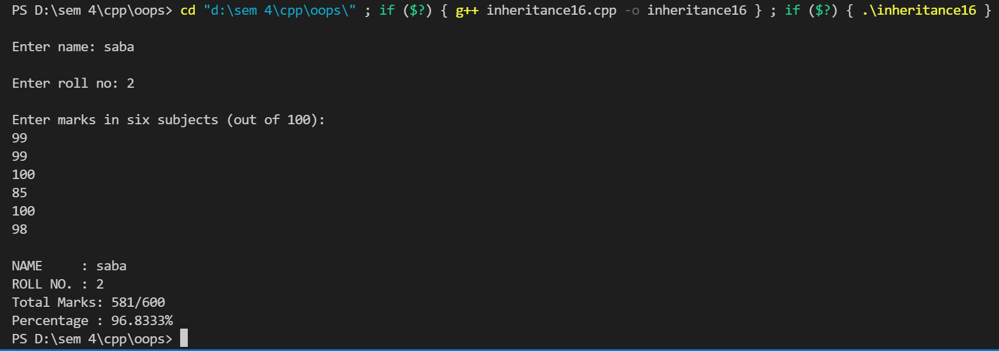 PS D:\sem 4\cpp\oops> cd "d:\sem 4\cpp\oops\" ; if ($?) { g++ inheritance16.cpp -o inheritance16 } ; if ($?) { .\inheritance16 }
Enter name: saba
Enter roll no: 2
Enter marks in six subjects (out of 100):
99
99
100
85
100
98
NAME     : saba
ROLL NO. : 2
Total Marks: 581/600
Percentage : 96.8333%
PS D:\sem 4\cpp\oops>